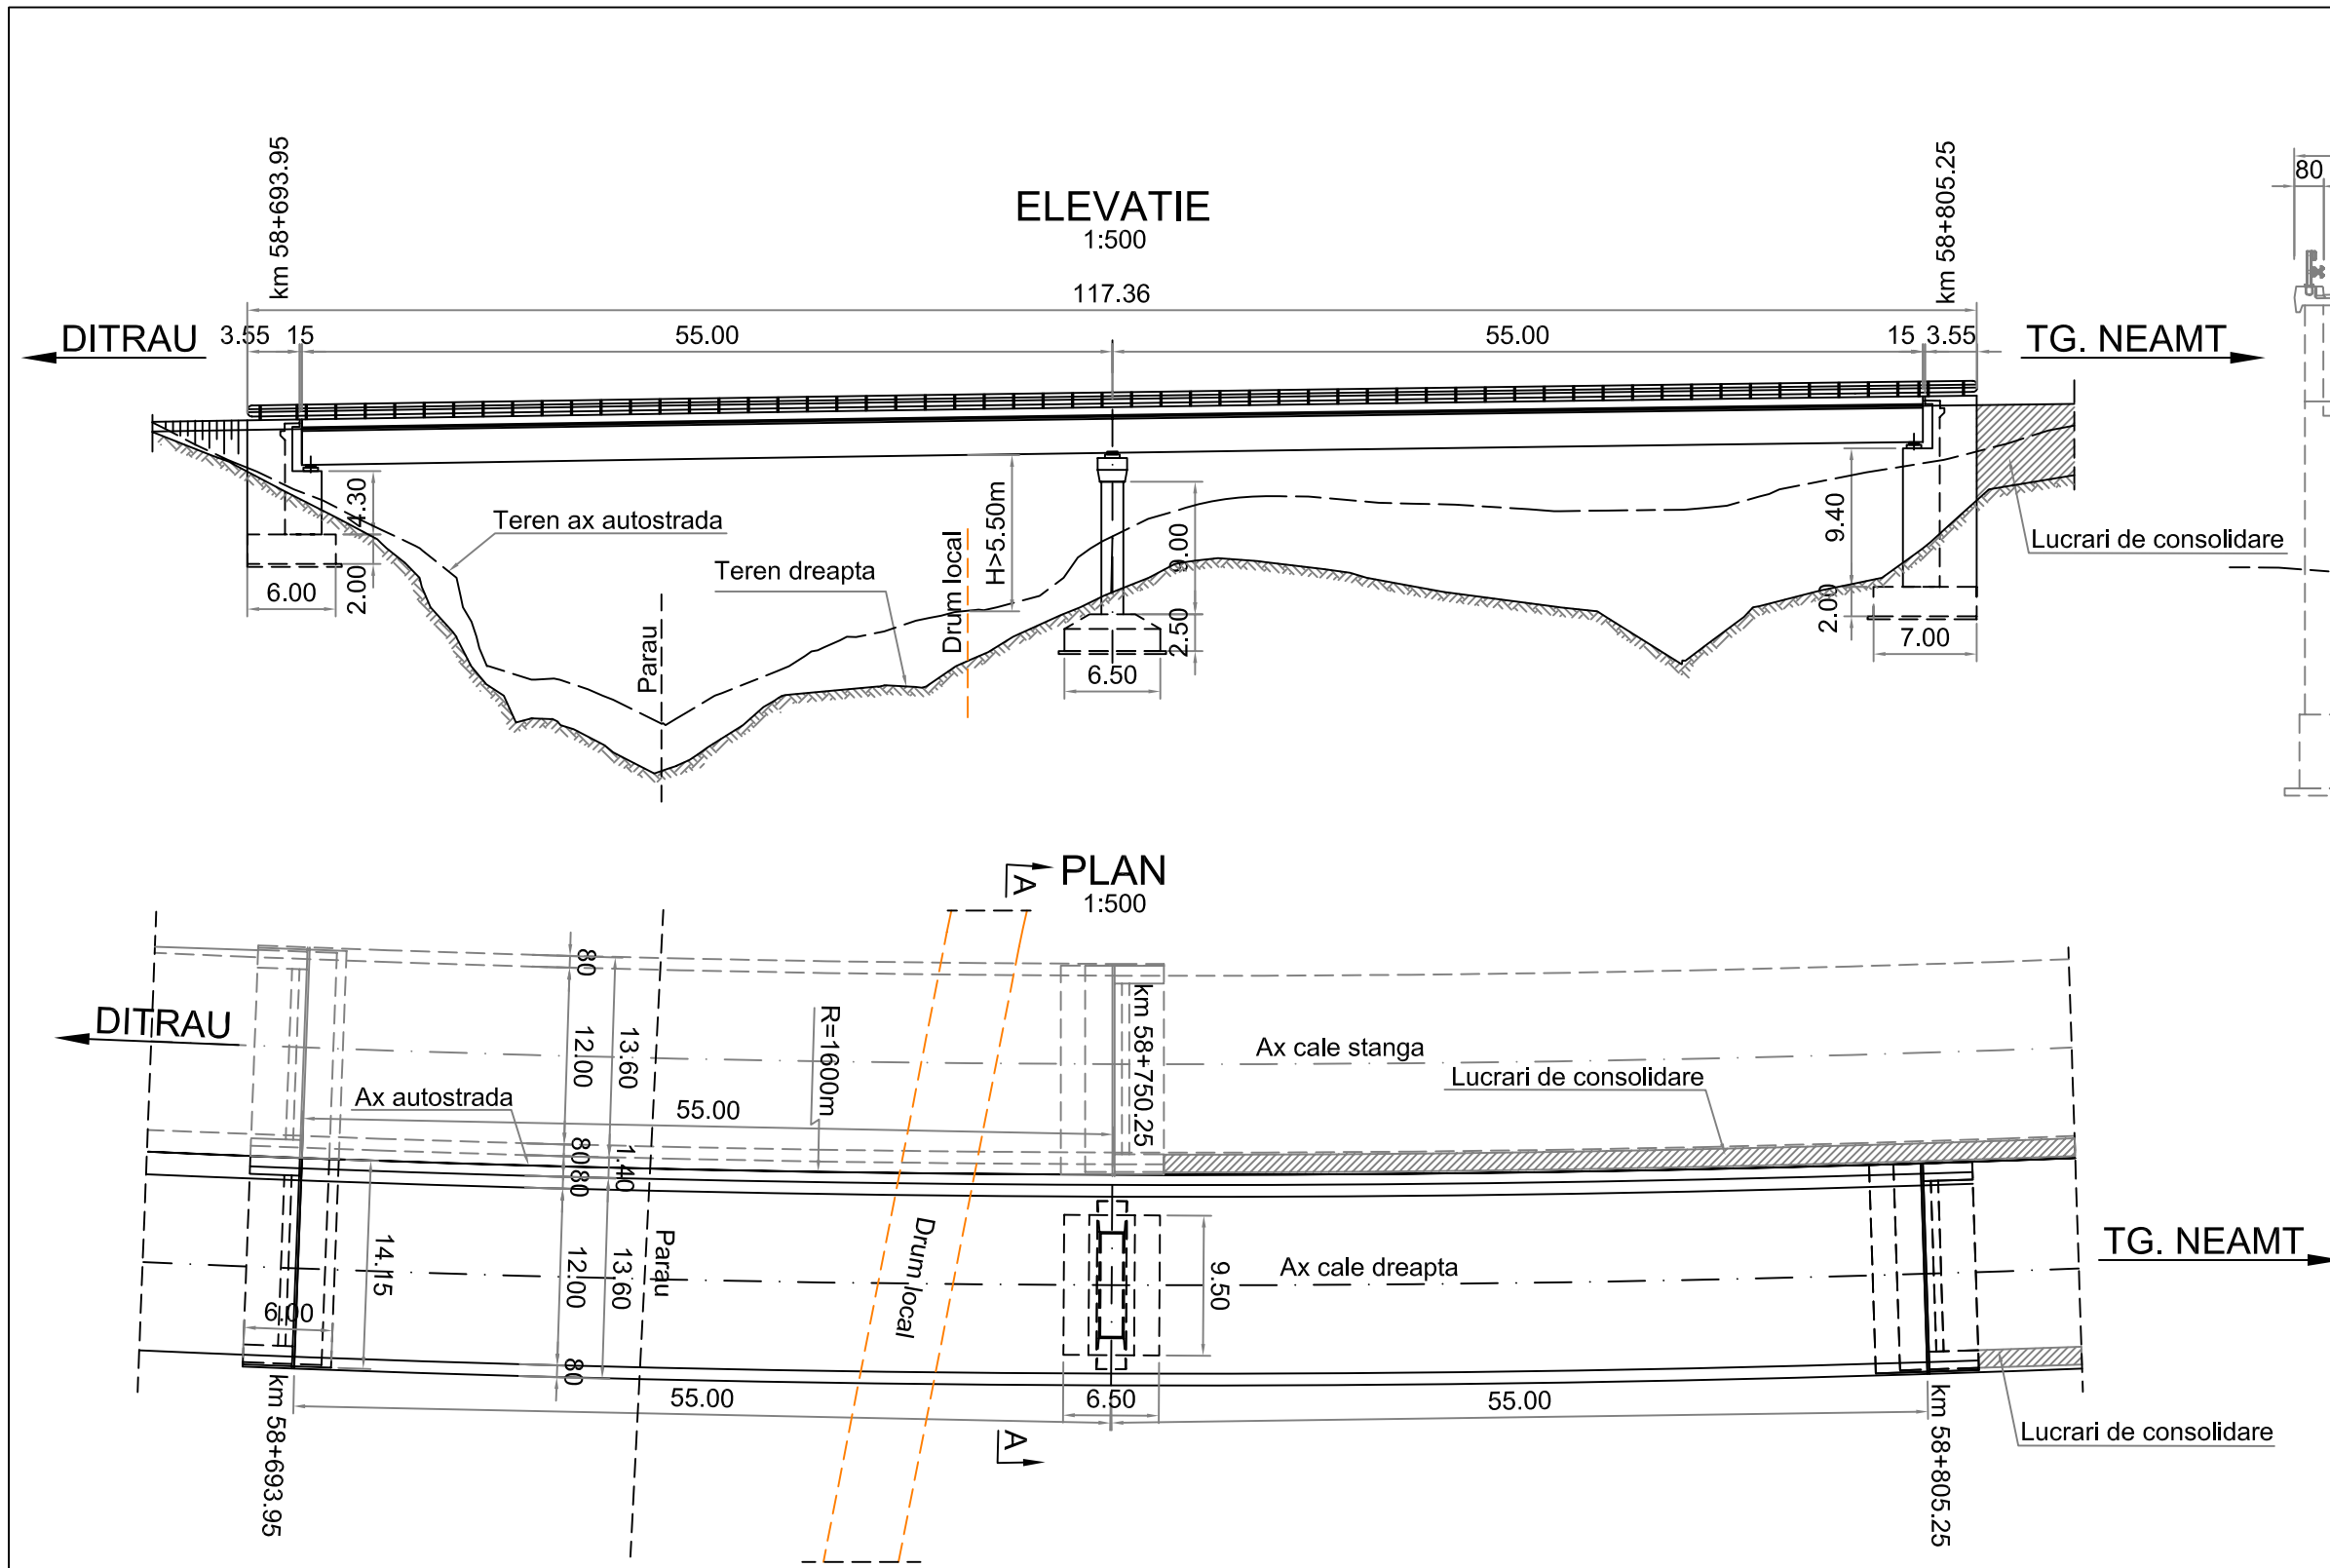 km 58+693.95
km 58+805.25
80
ELEVATIE
1:500
117.36
DITRAU
3.55 15
55.00
55.00
15 3.55
TG. NEAMT
4.30
Teren ax autostrada
H>5.50m
9.00
9.40
Lucrari de consolidare
Teren dreapta
Drum local
6.00
2.00
Parau
2.50
2.00
6.50
7.00
A
PLAN
1:500
80
DITRAU
12.00
13.60
R=1600m
km 58+750.25
Ax cale stanga
Lucrari de consolidare
Ax autostrada
55.00
80
80
1.40
14.15
12.00
13.60
Parau
Drum local
9.50
Ax cale dreapta
TG. NEAMT
6.00
80
55.00
6.50
55.00
km 58+693.95
A
km 58+805.25
Lucrari de consolidare